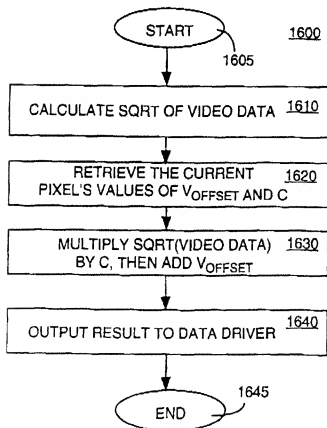 START
1600
1605
CALCULATE SQRT OF VIDEO DATA 1610
RETRIEVE THE CURRENT 1620
PIXEL'S VALUES OF VOFFSET AND C
MULTIPLY SQRT(VIDEO DATA) 1630
BY C, THEN ADD VOFFSET
OUTPUT RESULT TO DATA DRIVER 1640
1645
END